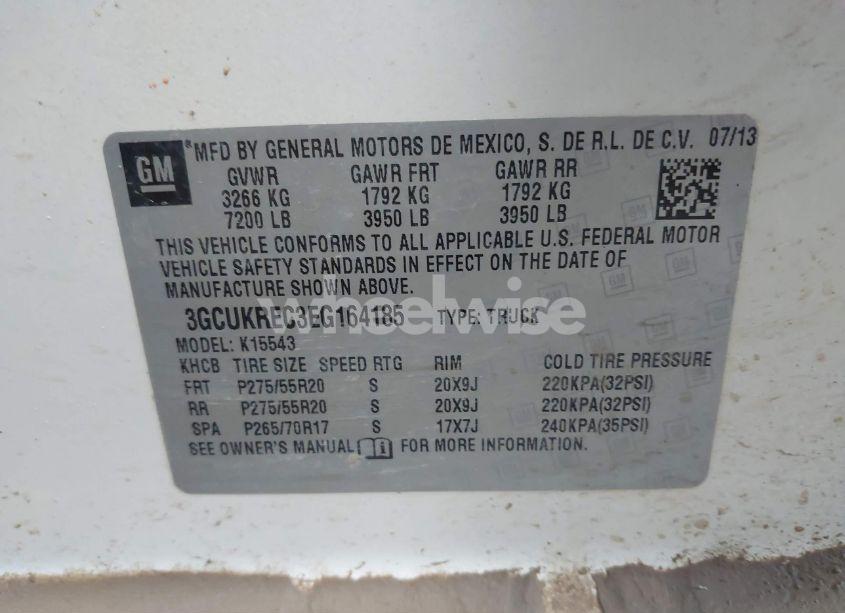 GM
*MFD BY GENERAL MOTORS DE MEXICO, S. DE R.L. DE C.V. 07/13
GVWR GAWR FRT GAWR RR
3266 KG 1792 KG 1792 KG
7200 LB 3950 LB 3950 LB
THIS VEHICLE CONFORMS TO ALL APPLICABLE U.S. FEDERAL MOTOR
VEHICLE SAFETY STANDARDS IN EFFECT ON THE DATE OF
MANUFACTURE SHOWN ABOVE.
3GCUKREC3EG164185 TYPE: TRUCK
wheelwise
MODEL: K15543
KHCB TIRE SIZE SPEED RTG RIM COLD TIRE PRESSURE
FRT P275/55R20 S 20X9J 220KPA(32PSI)
RR P275/55R20 S 20X9J 220KPA(32PSI)
SPA P265/70R17 S 17X7J 240KPA(35PSI)
SEE OWNER'S MANUAL FOR MORE INFORMATION.